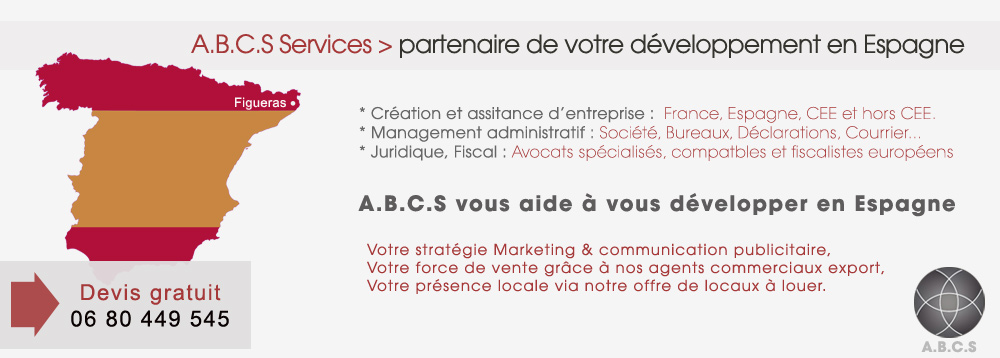 A.B.C.S Services > partenaire de votre développement en Espagne
Figueras
* Création et assitance d'entreprise : France, Espagne, CEE et hors CEE.
* Management administratif : Société, Bureaux, Déclarations, Courrier...
* Juridique, Fiscal : Avocats spécialisés, compatbles et fiscalistes européens
A.B.C.S vous aide à vous développer en Espagne
Votre stratégie Marketing & communication publicitaire,
Votre force de vente grâce à nos agents commerciaux export,
Votre présence locale via notre offre de locaux à louer.
Devis gratuit
06 80 449 545
A.B.C.S